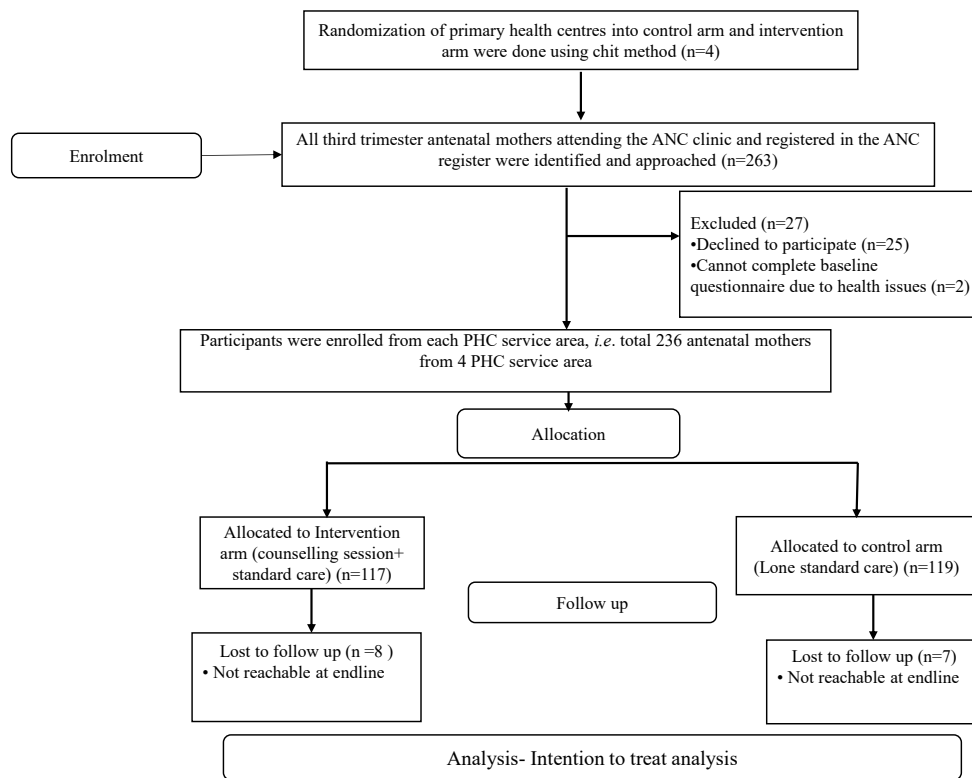 Randomization of primary health centres into control arm and intervention
arm were done using chit method (n=4)
Enrolment
All third trimester antenatal mothers attending the ANC clinic and registered in the ANC
register were identified and approached (n=263)
Excluded (n=27)
•Declined to participate (n=25)
•Cannot complete baseline
questionnaire due to health issues (n=2)
Participants were enrolled from each PHC service area, i.e. total 236 antenatal mothers
from 4 PHC service area
Allocation
Allocated to Intervention
arm (counselling session+
standard care) (n=117)
Allocated to control arm
(Lone standard care) (n=119)
Follow up
Lost to follow up (n =8 )
• Not reachable at endline
Lost to follow up (n=7)
• Not reachable at endline
Analysis- Intention to treat analysis